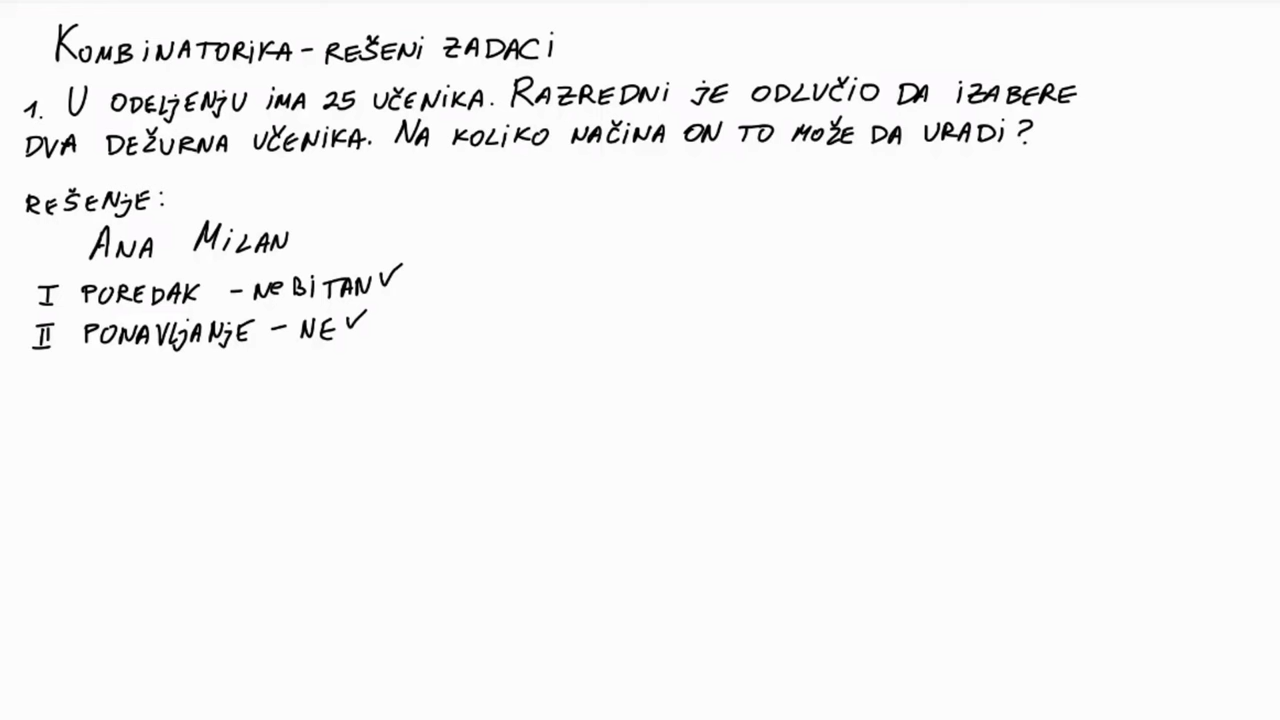 KOMBINATORIKA - REŠENI ZADACI
1. U ODELJENJU IMA 25 UČENIKA. RAZREDNI JE ODLUČIO DA IZABERE
DVA DEŽURNA UČENIKA. NA KOLIKO NAČINA ON TO MOŽE DA URADI?
REŠENJE:
ANA MILAN
I POREDAK - NEBITAN ✓
II PONAVLJANJE - NE ✓